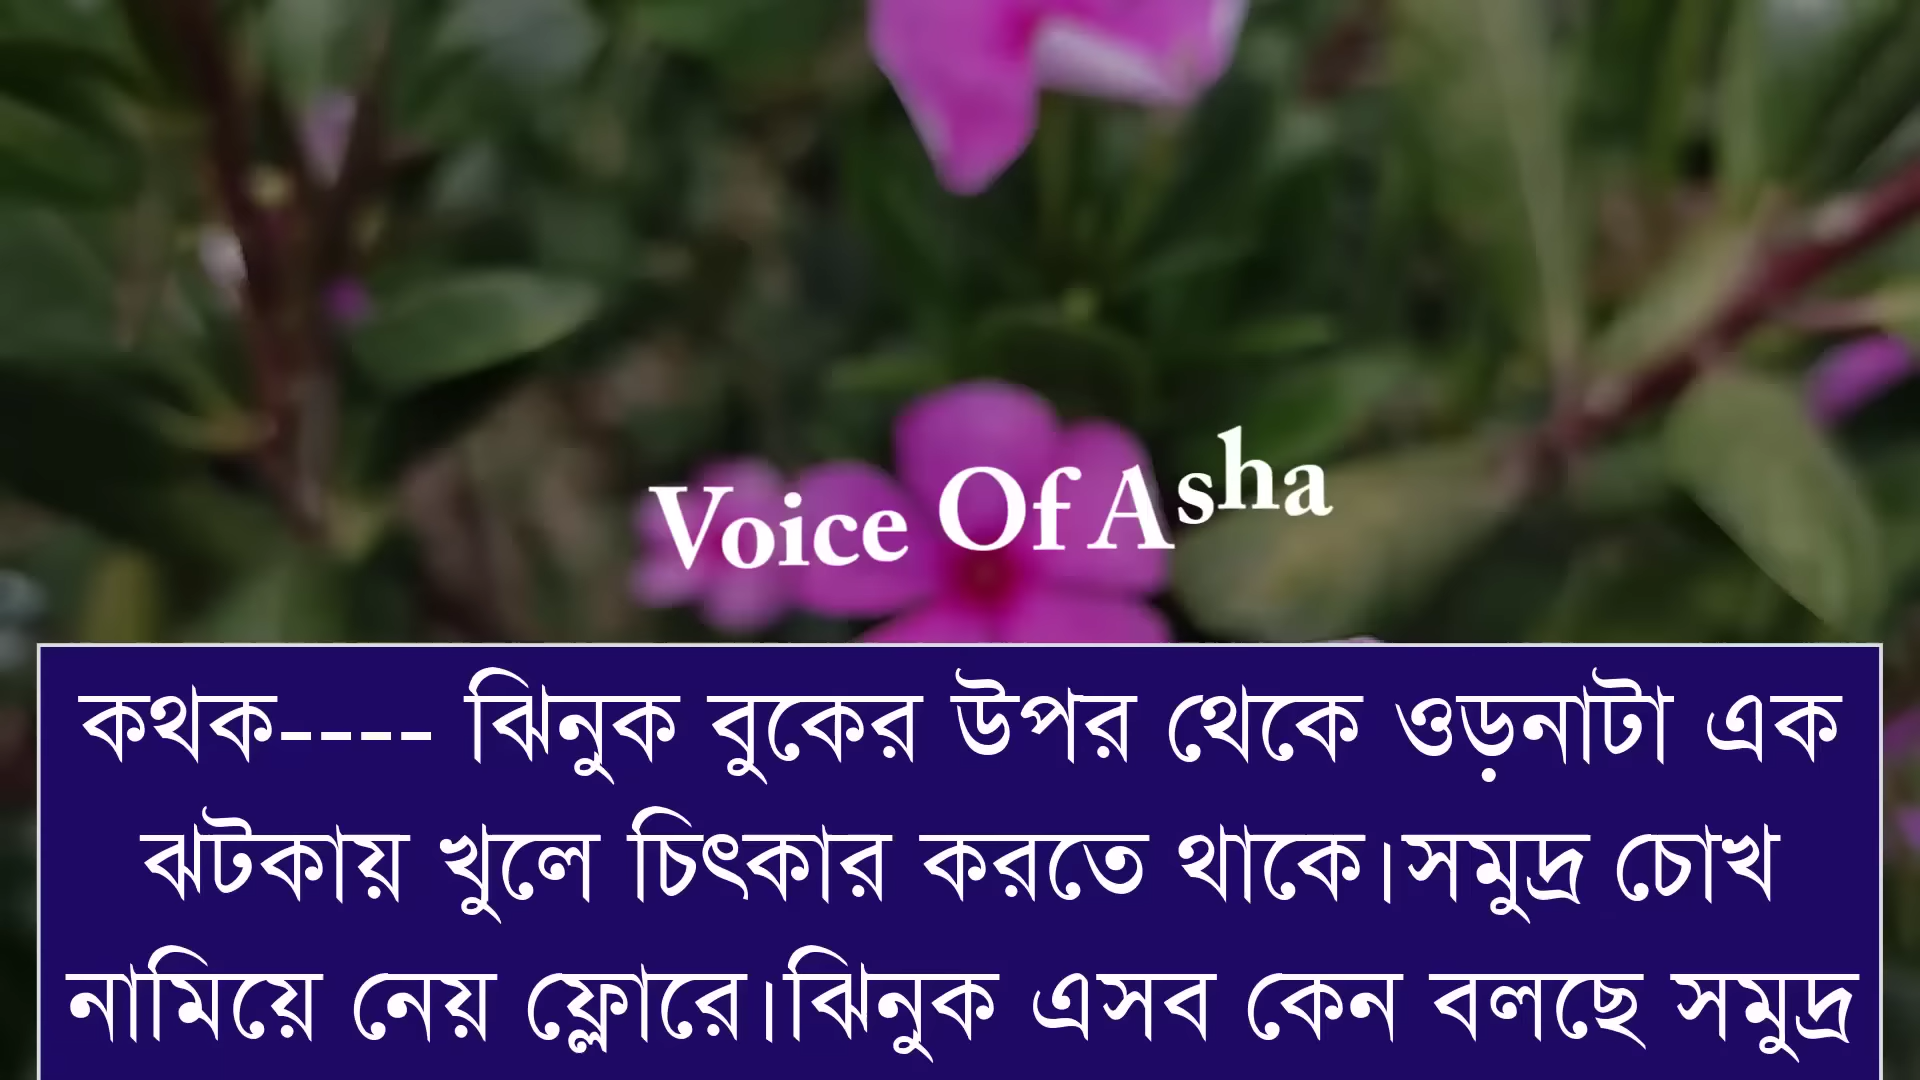 Voice Of Asha
কথক---- ঝিনুক বুকের উপর থেকে ওড়নাটা এক
ঝটকায় খুলে চিৎকার করতে থাকে।সমুদ্র চোখ
নামিয়ে নেয় ফ্লোরে।ঝিনুক এসব কেন বলছে সমুদ্র